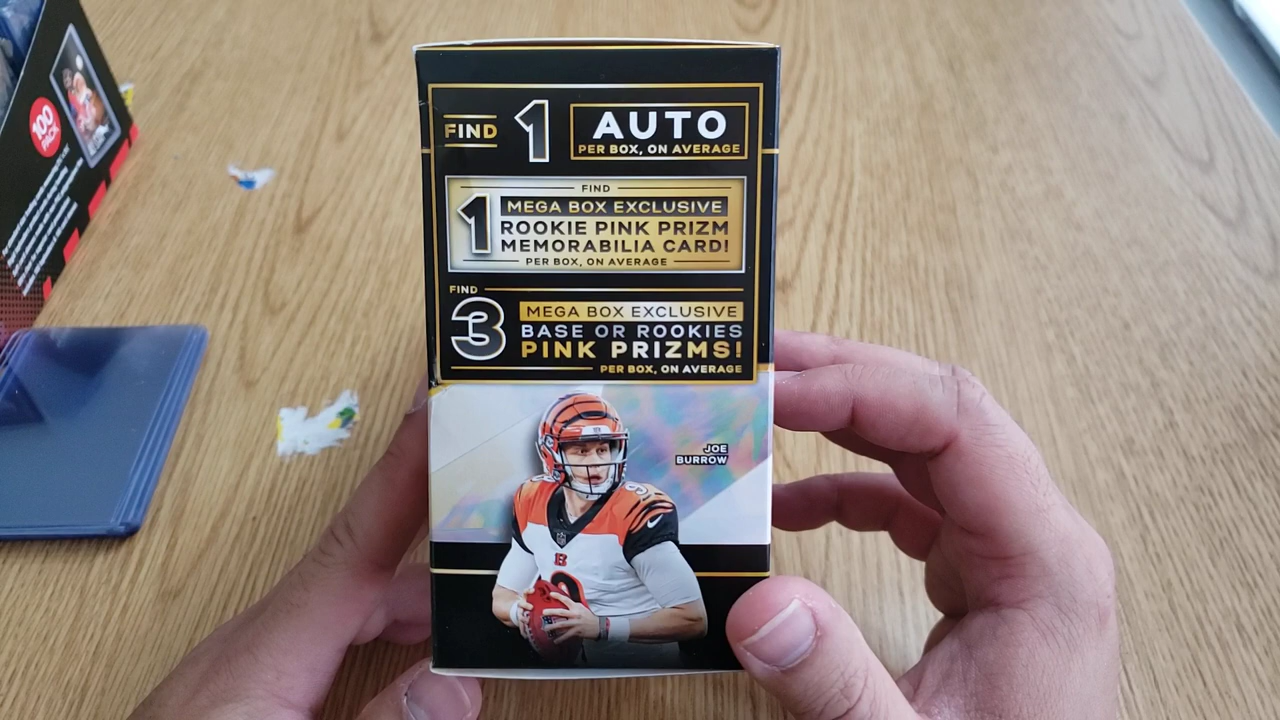 100
PACK
FIND 1 AUTO
PER BOX, ON AVERAGE
FIND
1 MEGA BOX EXCLUSIVE
ROOKIE PINK PRIZM
MEMORABILIA CARD!
PER BOX, ON AVERAGE
FIND
3 MEGA BOX EXCLUSIVE
BASE OR ROOKIES
PINK PRIZMS!
PER BOX, ON AVERAGE
JOE
BURROW